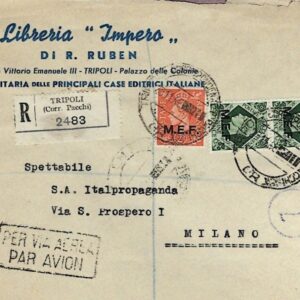 Libreria "Impero"
DI R. RUBEN
Vittorio Emanuele III - TRIPOLI - Palazzo delle Colonie
ITARIA delle PRINCIPALI CASE EDITRICI ITALIANE
R
TRIPOLI
(Corr. Pacchi)
2483
M.E.F.
Spettabile
S.A. Italpropaganda
Via S. Prospero I
MILANO
PER VIA AEREA
PAR AVION